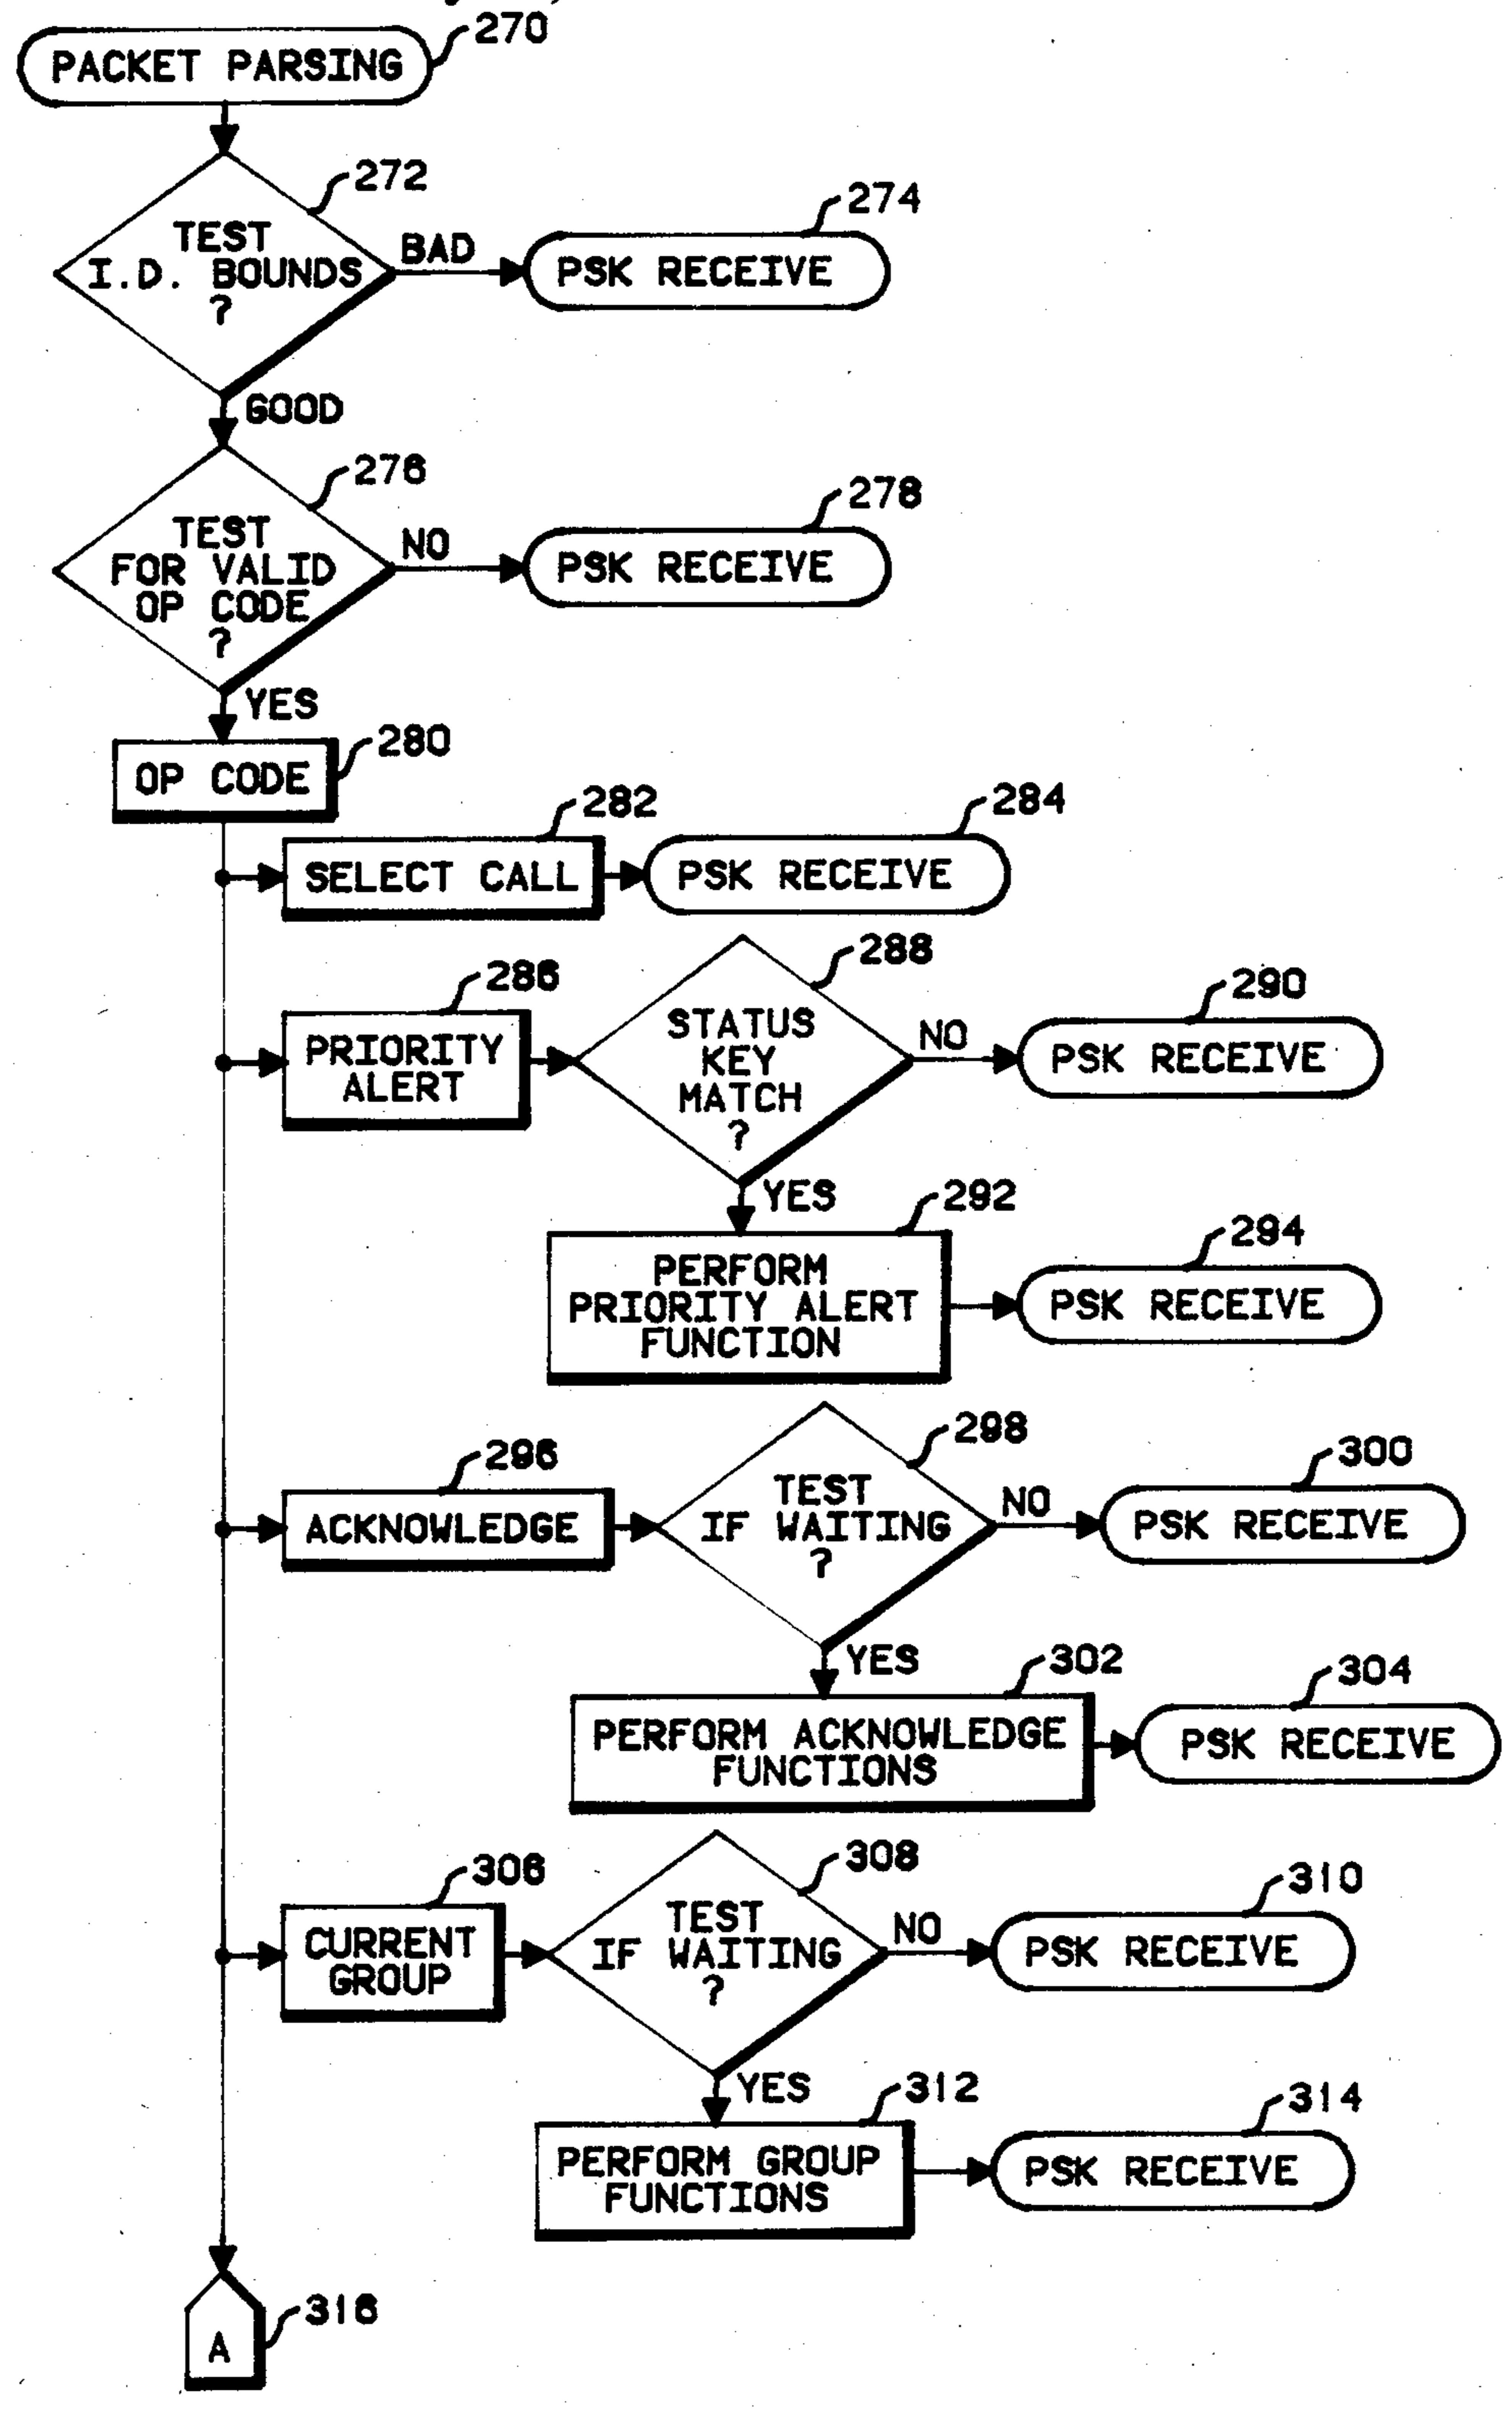 270
PACKET PARSING
272
TEST
I.D. BOUNDS
?
BAD
274
PSK RECEIVE
GOOD
276
TEST
FOR VALID
OP CODE
?
NO
278
PSK RECEIVE
YES
280
OP CODE
282
SELECT CALL
284
PSK RECEIVE
286
PRIORITY
ALERT
288
STATUS
KEY
MATCH
?
NO
290
PSK RECEIVE
YES
292
PERFORM
PRIORITY ALERT
FUNCTION
294
PSK RECEIVE
296
ACKNOWLEDGE
298
TEST
IF WAITING
?
NO
300
PSK RECEIVE
YES
302
PERFORM ACKNOWLEDGE
FUNCTIONS
304
PSK RECEIVE
306
CURRENT
GROUP
308
TEST
IF WAITING
?
NO
310
PSK RECEIVE
YES
312
PERFORM GROUP
FUNCTIONS
314
PSK RECEIVE
316
A